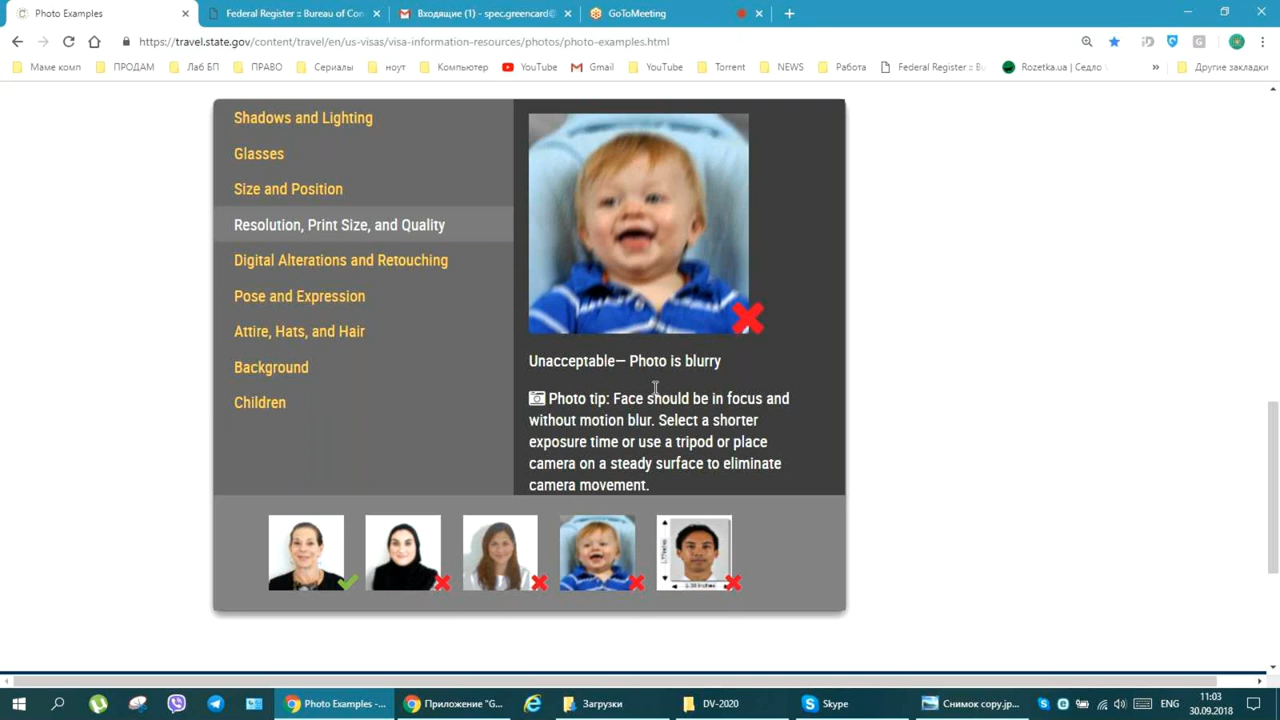 Photo Examples
Federal Register :: Bureau of Con
Входящие (1) - spec.greencard@
GoToMeeting
https://travel.state.gov/content/travel/en/us-visas/visa-information-resources/photos/photo-examples.html
Маме комп
ПРОДАМ
Лаб БП
ПРАВО
Сериалы
ноут
Компьютер
YouTube
Gmail
YouTube
Torrent
NEWS
Работа
Federal Register :: Bu
Rozetka.ua | Седло
»
Другие закладки
Shadows and Lighting
Glasses
Size and Position
Resolution, Print Size, and Quality
Digital Alterations and Retouching
Pose and Expression
Attire, Hats, and Hair
Background
Children
Unacceptable— Photo is blurry
Photo tip: Face should be in focus and
without motion blur. Select a shorter
exposure time or use a tripod or place
camera on a steady surface to eliminate
camera movement.
Photo Examples -...
Приложение "G...
Загрузки
DV-2020
Skype
Снимок copy.jp...
ENG
11:03
30.09.2018